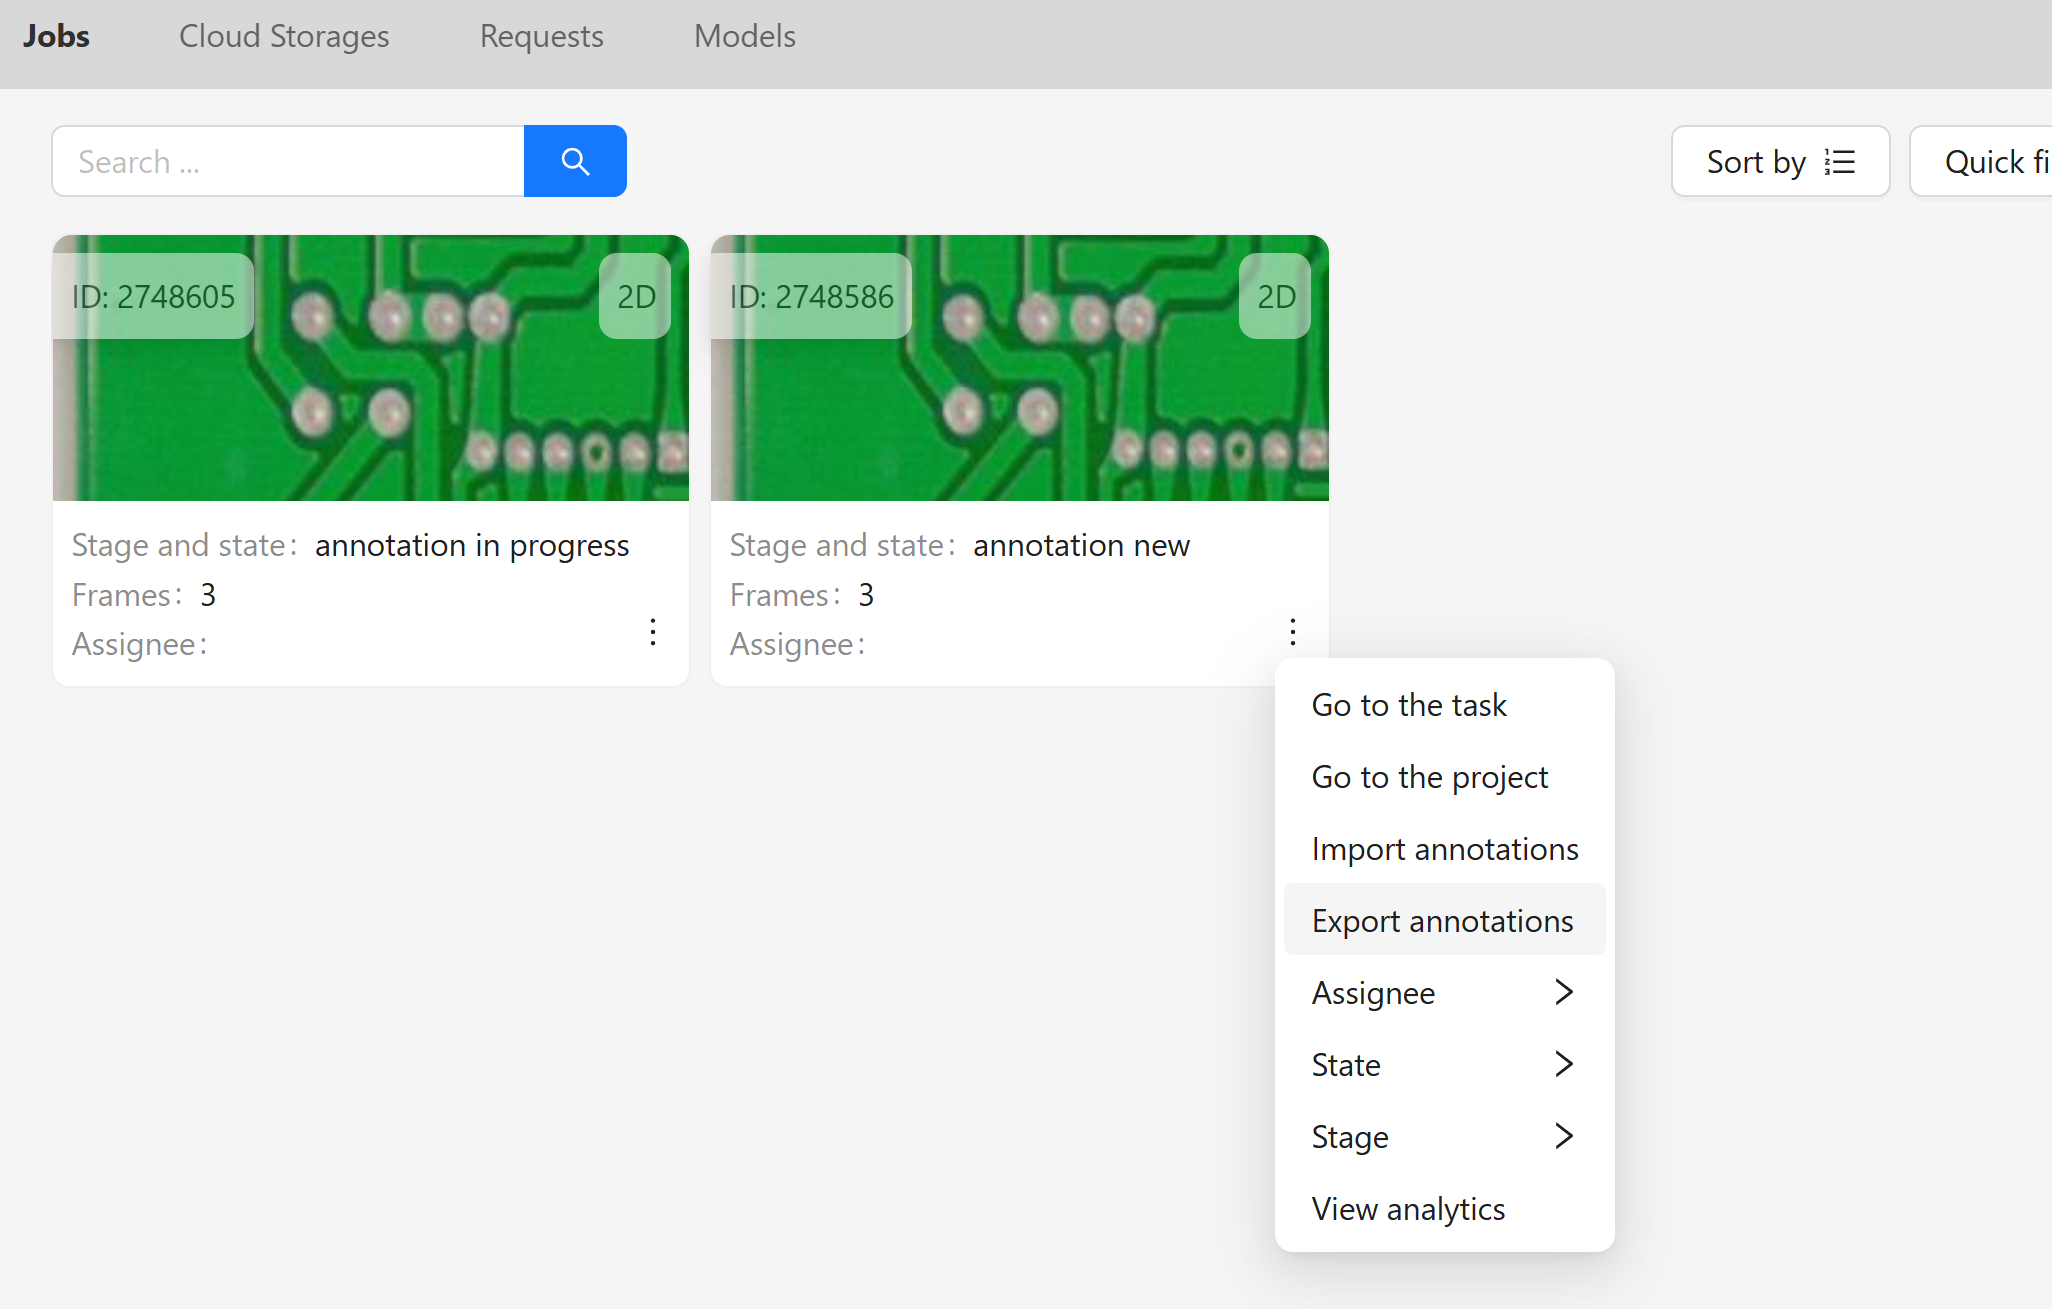 Jobs Cloud Storages Requests Models
Search ...
Sort by
Quick fi
ID: 2748605
2D
Stage and state: annotation in progress
Frames: 3
Assignee:
ID: 2748586
2D
Stage and state: annotation new
Frames: 3
Assignee:
Go to the task
Go to the project
Import annotations
Export annotations
Assignee
State
Stage
View analytics